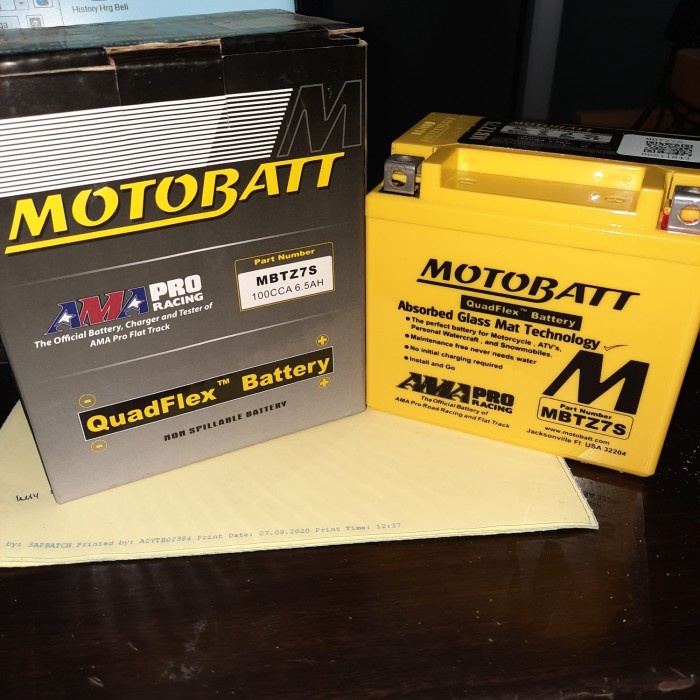 History Hrg Beli
MOTOBATT
Part Number
MBTZ7S
100CCA 6.5AH
AMA PRO
RACING
The Official Battery, Charger and Tester of
AMA Pro Flat Track
QuadFlex™ Battery
NON SPILLABLE BATTERY
MBTZ7S
MOTOBATT
QuadFlex™ Battery
Absorbed Glass Mat Technology
• The perfect battery for Motorcycle , ATV's,
Personal Watercraft , and Snowmobiles.
• Maintenance free never needs water
• No initial charging required
• Install and Go
AMA PRO
RACING
The Official Battery of
AMA Pro Road Racing and Flat Track
M
Part Number
MBTZ7S
www.motobatt.com
Jacksonville Fl. USA 32204
by: SAPBATCH Printed by: ADYTB02384 Print Date: 07.09.2020 Print Time: 12:37